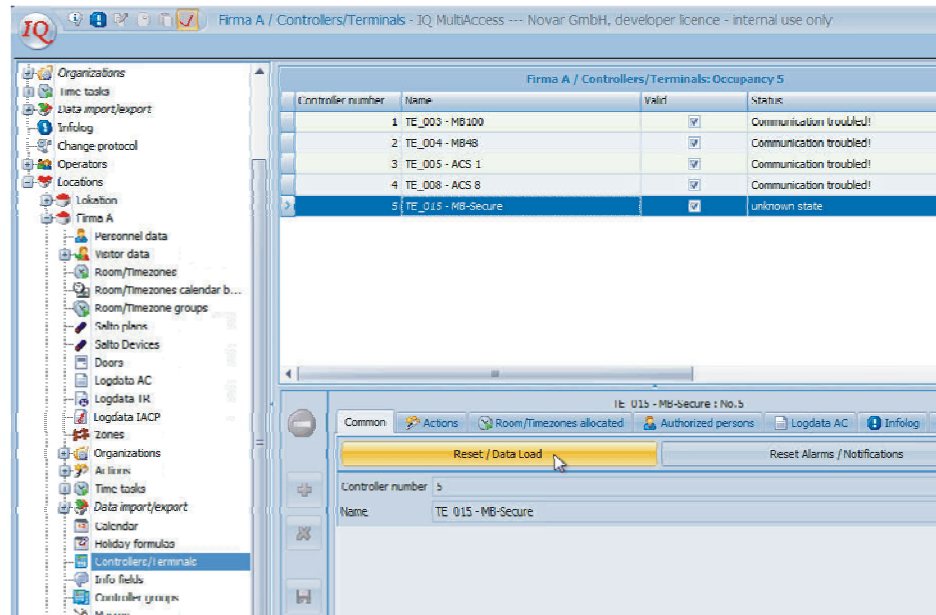 IQ
Firma A / Controllers/Terminals - IQ MultiAccess --- Novar GmbH, developer licence - internal use only
Organizations
Time tasks
Data import/export
Infolog
Change protocol
Operators
Locations
Lokation
Firma A
Personnel data
Visitor data
Room/Timezones
Room/Timezones calendar b...
Room/Timezone groups
Salto plans
Salto Devices
Doors
Logdata AC
Logdata TR
Logdata IACP
Zones
Organizations
Actions
Time tasks
Data import/export
Calendar
Holiday formulas
Controllers/Terminals
Info fields
Controller groups
Firma A / Controllers/Terminals: Occupancy 5
Controller number Name Valid Status
1 TE_003 - MB100 Communication troubled!
2 TE_004 - MB48 Communication troubled!
3 TE_005 - ACS 1 Communication troubled!
4 TE_008 - ACS 8 Communication troubled!
5 TE_015 - MB-Secure unknown state
TE_015 - MB-Secure : No.5
Common Actions Room/Timezones allocated Authorized persons Logdata AC Infolog
Reset / Data Load Reset Alarms / Notifications
Controller number 5
Name TE_015 - MB-Secure